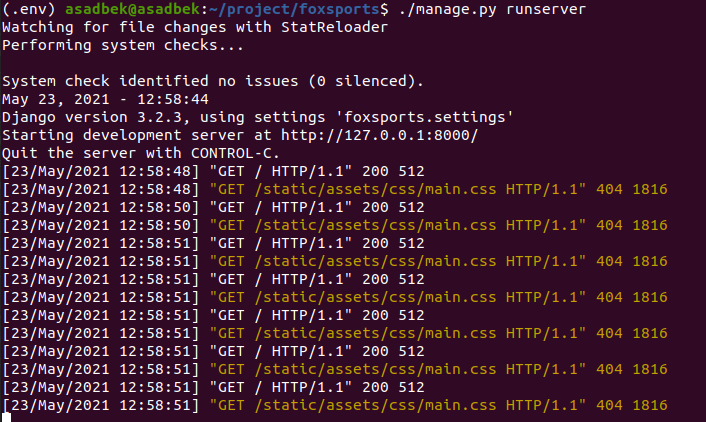 (.env) asadbek@asadbek:~/project/foxsports$ ./manage.py runserver
Watching for file changes with StatReloader
Performing system checks...
System check identified no issues (0 silenced).
May 23, 2021 - 12:58:44
Django version 3.2.3, using settings 'foxsports.settings'
Starting development server at http://127.0.0.1:8000/
Quit the server with CONTROL-C.
[23/May/2021 12:58:48] "GET / HTTP/1.1" 200 512
[23/May/2021 12:58:48] "GET /static/assets/css/main.css HTTP/1.1" 404 1816
[23/May/2021 12:58:50] "GET / HTTP/1.1" 200 512
[23/May/2021 12:58:50] "GET /static/assets/css/main.css HTTP/1.1" 404 1816
[23/May/2021 12:58:51] "GET / HTTP/1.1" 200 512
[23/May/2021 12:58:51] "GET /static/assets/css/main.css HTTP/1.1" 404 1816
[23/May/2021 12:58:51] "GET / HTTP/1.1" 200 512
[23/May/2021 12:58:51] "GET /static/assets/css/main.css HTTP/1.1" 404 1816
[23/May/2021 12:58:51] "GET / HTTP/1.1" 200 512
[23/May/2021 12:58:51] "GET /static/assets/css/main.css HTTP/1.1" 404 1816
[23/May/2021 12:58:51] "GET / HTTP/1.1" 200 512
[23/May/2021 12:58:51] "GET /static/assets/css/main.css HTTP/1.1" 404 1816
[23/May/2021 12:58:51] "GET / HTTP/1.1" 200 512
[23/May/2021 12:58:51] "GET /static/assets/css/main.css HTTP/1.1" 404 1816